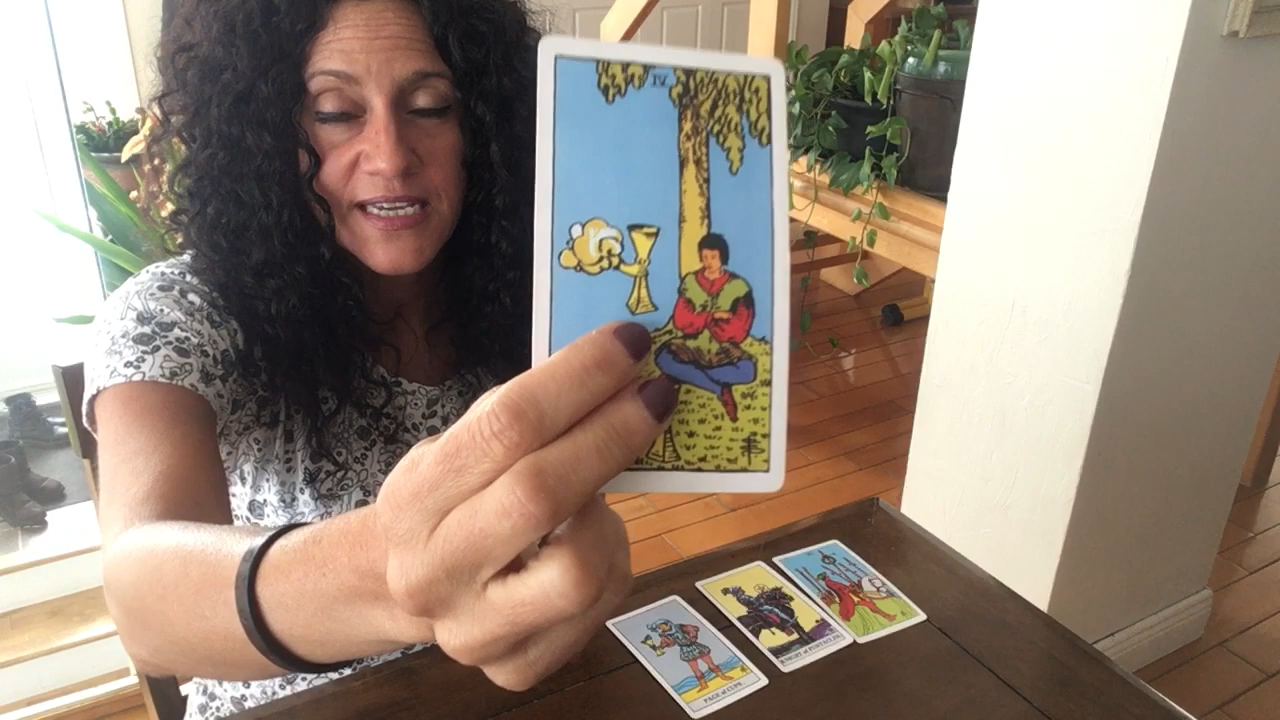 IV
PAGE of CUPS.
KNIGHT of PENTACLES.